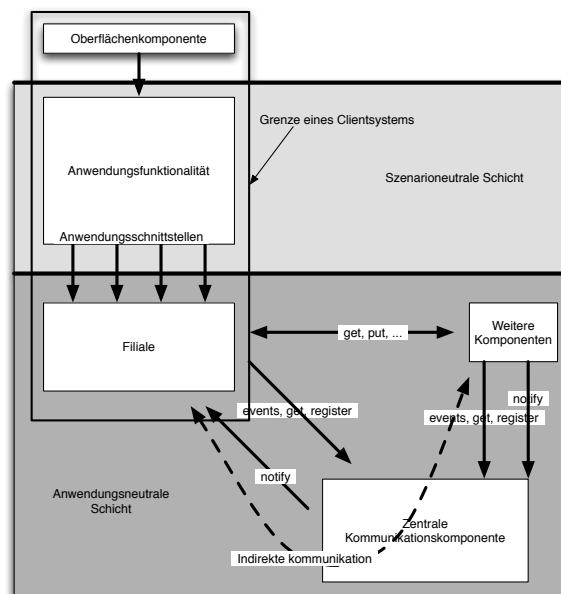 Oberflächenkomponente
Grenze eines Clientsystems
Anwendungsfunktionalität
Szenarioneutrale Schicht
Anwendungsschnittstellen
Filiale
get, put, ...
Weitere
Komponenten
notify
events, get, register
events, get, register
notify
Anwendungsneutrale
Schicht
Zentrale
Kommunikationskomponente
Indirekte kommunikation